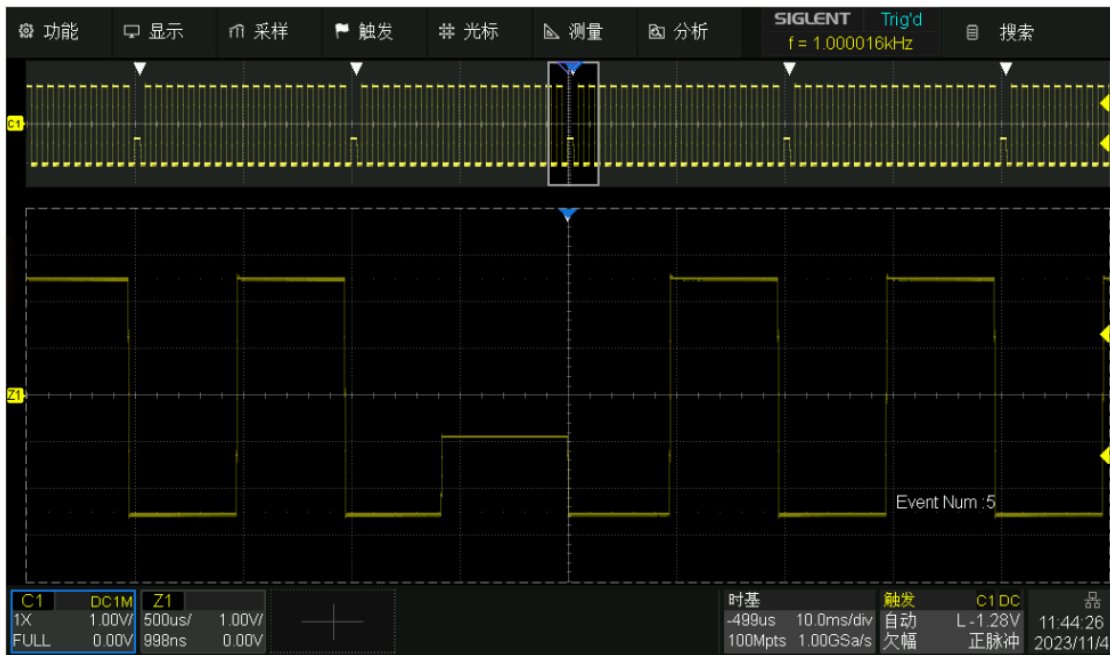 功能 显示 采样 触发 光标 测量 分析 SIGLENT Trig'd 搜索
f = 1.000016kHz
C1
Z1
Event Num :5
C1 DC1M Z1 时基 触发 C1 DC
1X 1.00V/ 500us/ 1.00V/ -499us 10.0ms/div 自动 L -1.28V 11:44:26
FULL 0.00V 998ns 0.00V 100Mpts 1.00GSa/s 欠幅 正脉冲 2023/11/4